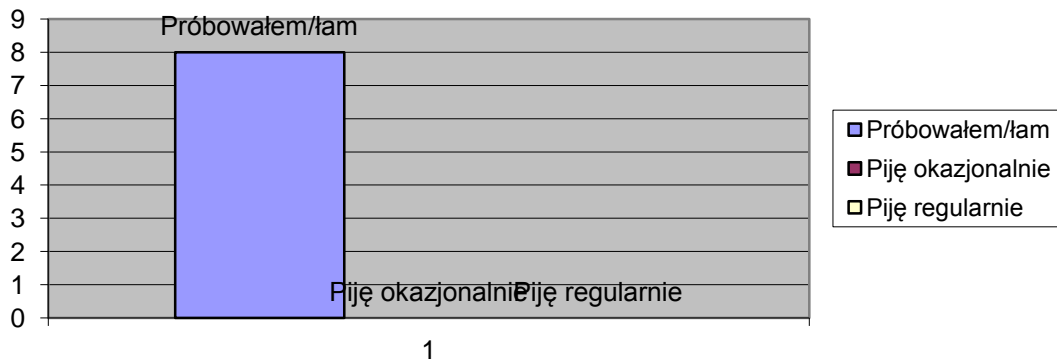 9
Próbowałem/łam
8
7
6
5
4
3
2
1
Piję okazjonalnie
Piję regularnie
0
1
Próbowałem/łam
Piję okazjonalnie
Piję regularnie